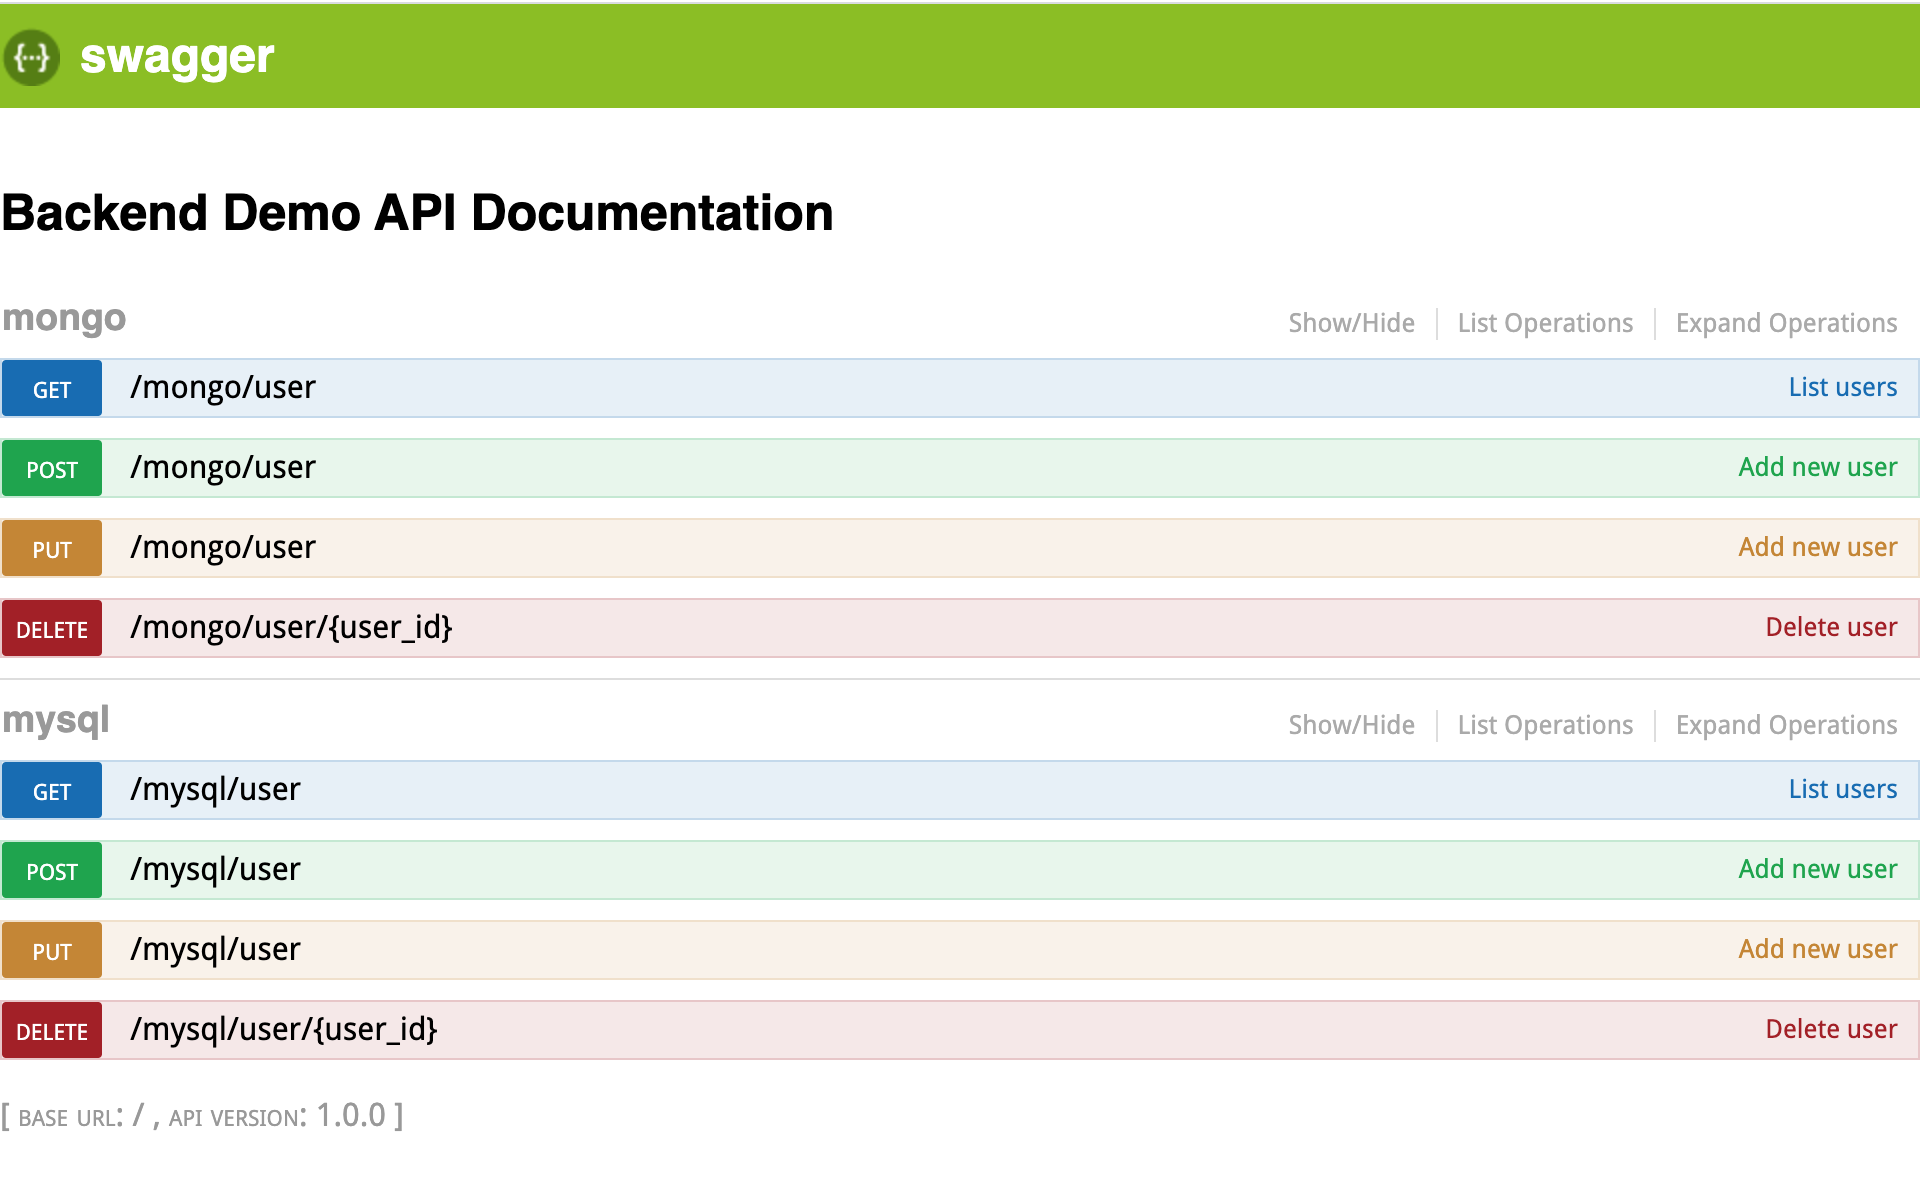 {···} swagger
Backend Demo API Documentation
mongo Show/Hide List Operations Expand Operations
GET /mongo/user List users
POST /mongo/user Add new user
PUT /mongo/user Add new user
DELETE /mongo/user/{user_id} Delete user
mysql Show/Hide List Operations Expand Operations
GET /mysql/user List users
POST /mysql/user Add new user
PUT /mysql/user Add new user
DELETE /mysql/user/{user_id} Delete user
[ BASE URL: / , API VERSION: 1.0.0 ]